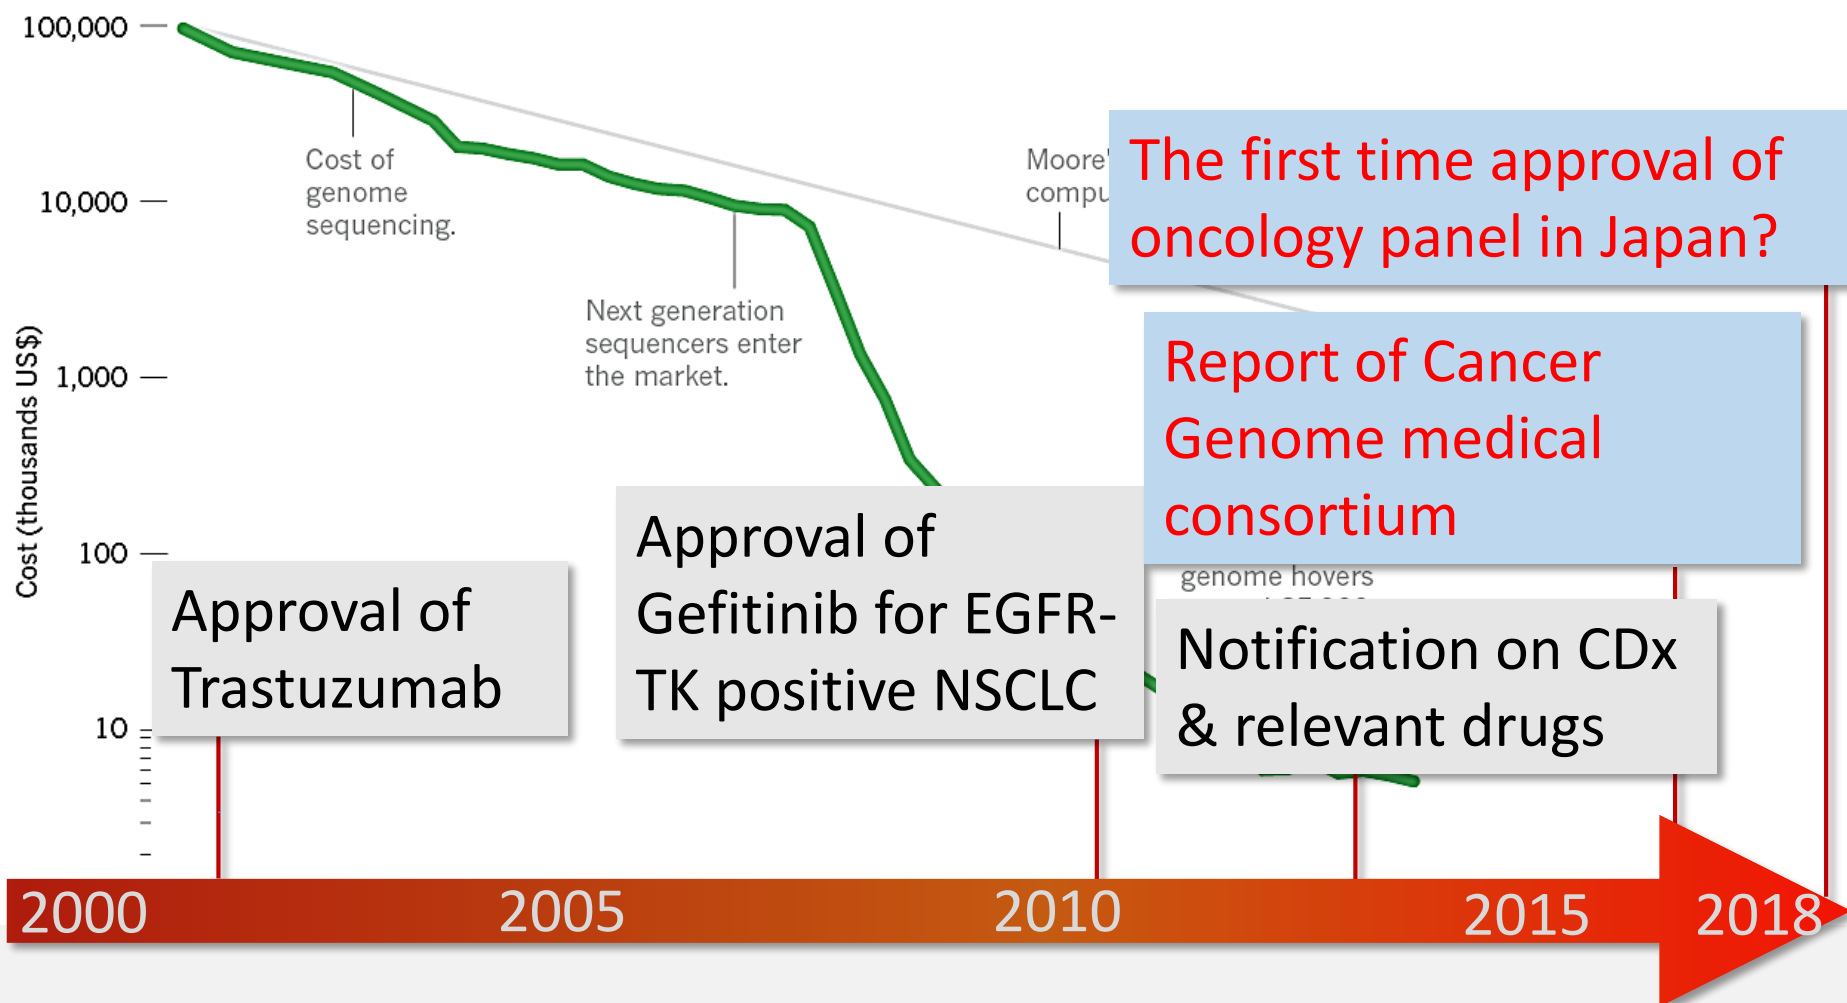 100,000
10,000
1,000
100
10
Cost (thousands US$)
Cost of
genome
sequencing.
Next generation
sequencers enter
the market.
The first time approval of
oncology panel in Japan?
Report of Cancer
Genome medical
consortium
genome hovers
Approval of
Trastuzumab
Approval of
Gefitinib for EGFR-
TK positive NSCLC
Notification on CDx
& relevant drugs
2000
2005
2010
2015
2018